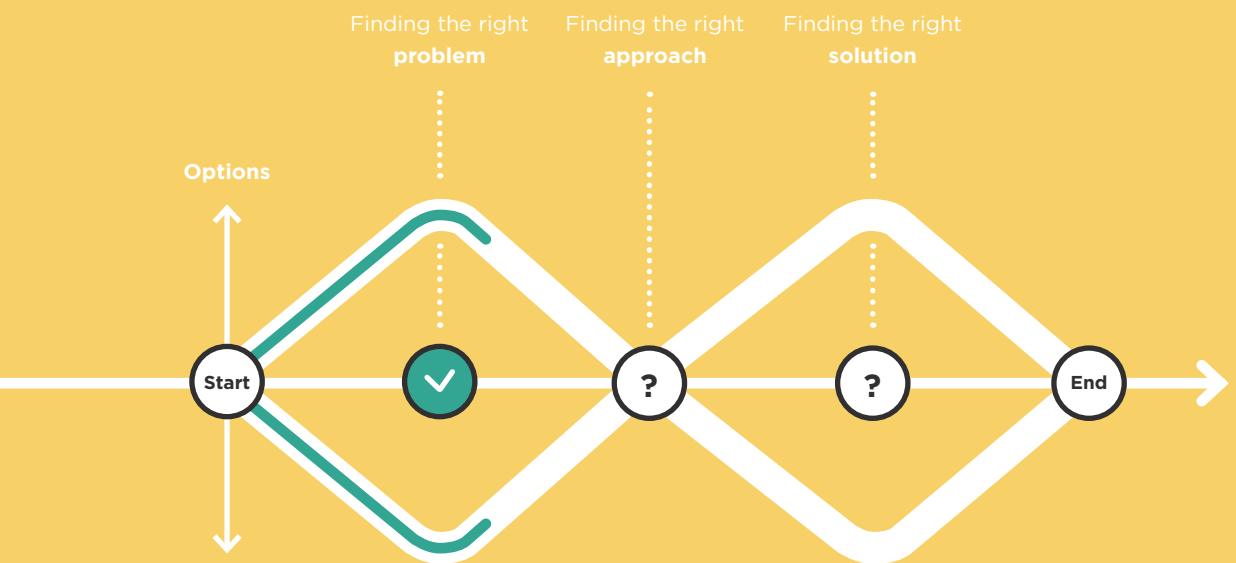 Finding the right
problem
Finding the right
approach
Finding the right
solution
Options
Start
?
?
End